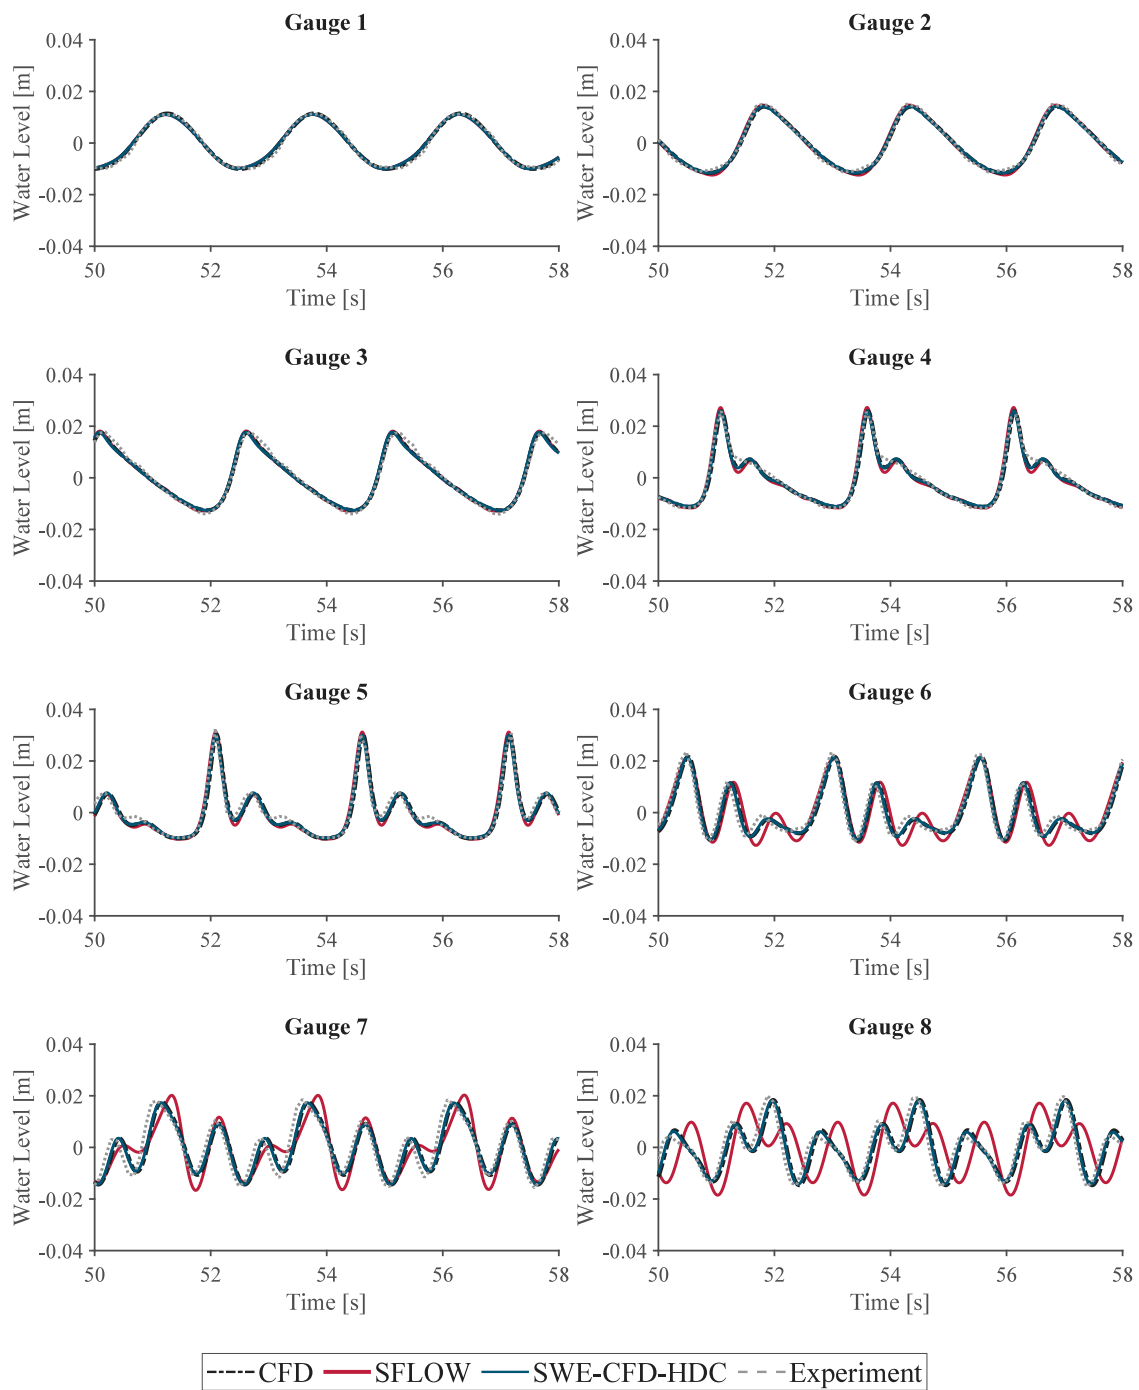 Gauge 1
0.04
0.02
0
-0.02
-0.04
Water Level [m]
50 52 54 56 58
Time [s]
Gauge 2
0.04
0.02
0
-0.02
-0.04
Water Level [m]
50 52 54 56 58
Time [s]
Gauge 3
0.04
0.02
0
-0.02
-0.04
Water Level [m]
50 52 54 56 58
Time [s]
Gauge 4
0.04
0.02
0
-0.02
-0.04
Water Level [m]
50 52 54 56 58
Time [s]
Gauge 5
0.04
0.02
0
-0.02
-0.04
Water Level [m]
50 52 54 56 58
Time [s]
Gauge 6
0.04
0.02
0
-0.02
-0.04
Water Level [m]
50 52 54 56 58
Time [s]
Gauge 7
0.04
0.02
0
-0.02
-0.04
Water Level [m]
50 52 54 56 58
Time [s]
Gauge 8
0.04
0.02
0
-0.02
-0.04
Water Level [m]
50 52 54 56 58
Time [s]
CFD SFLOW SWE-CFD-HDC Experiment